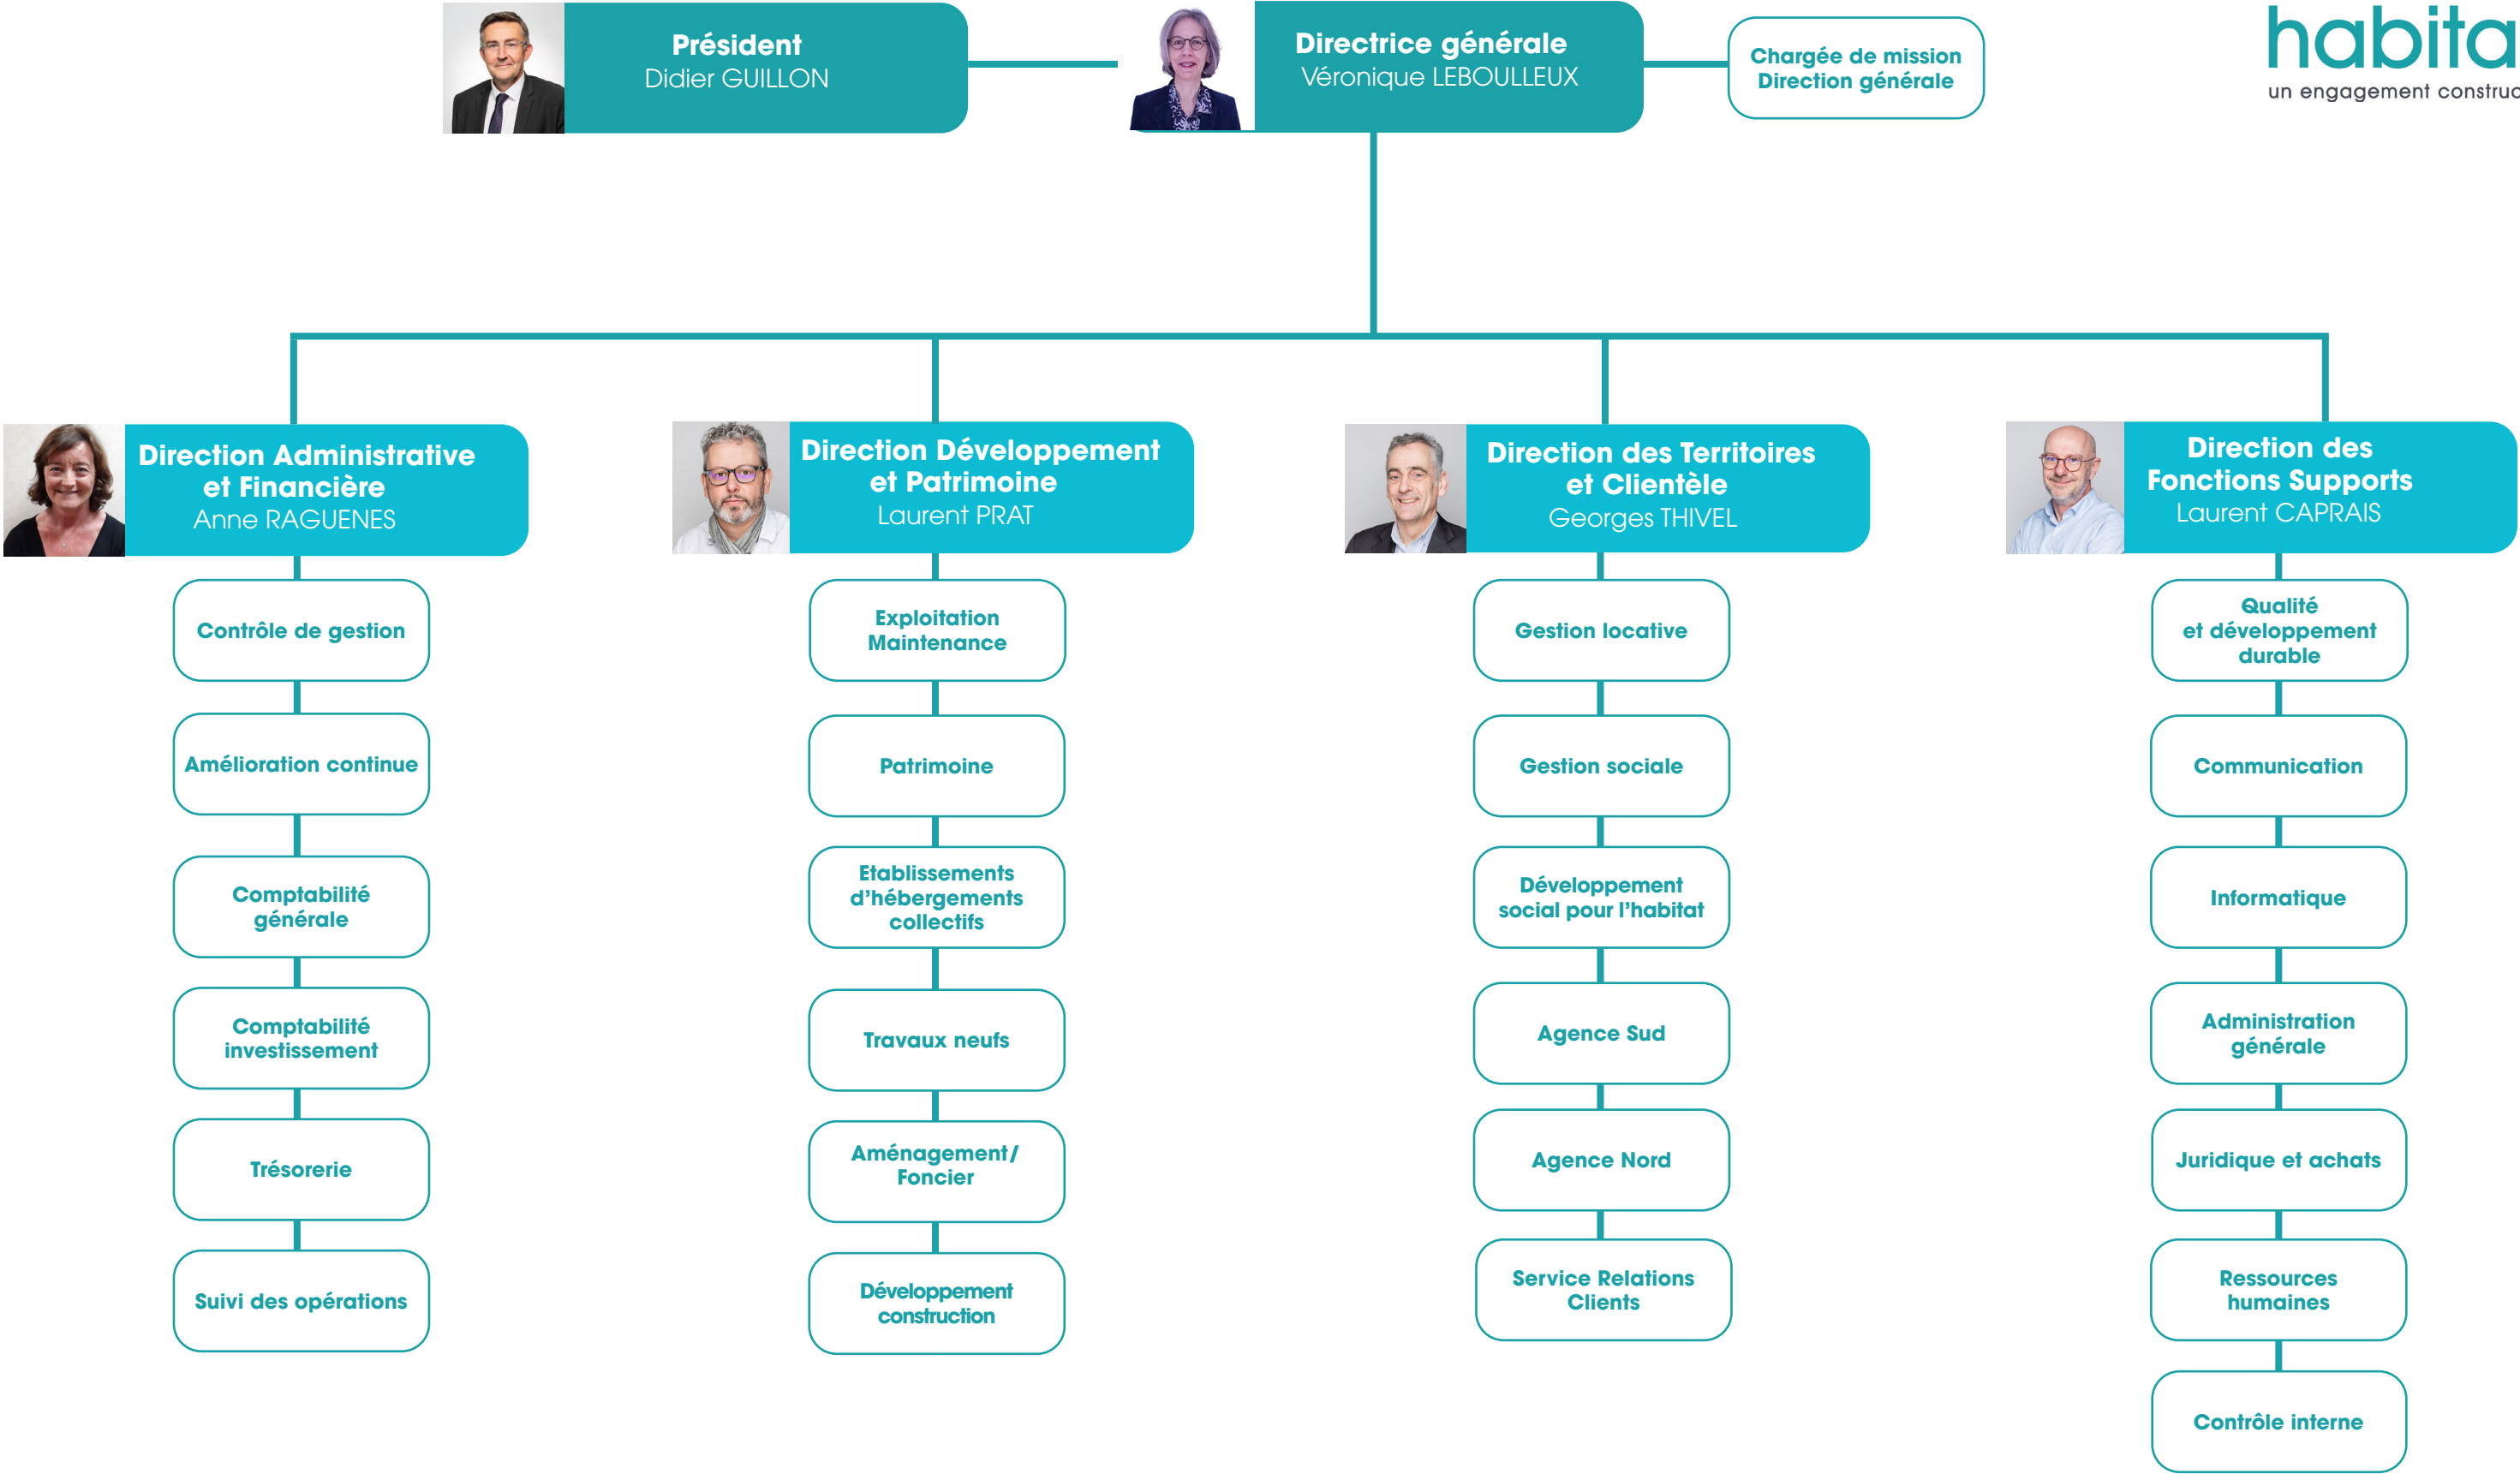 Président
Didier GUILLON
Directrice générale
Véronique LEBOULLEUX
Chargée de mission
Direction générale
habita
un engagement construc
Direction Administrative
et Financière
Anne RAGUENES
Contrôle de gestion
Amélioration continue
Comptabilité
générale
Comptabilité
investissement
Trésorerie
Suivi des opérations
Direction Développement
et Patrimoine
Laurent PRAT
Exploitation
Maintenance
Patrimoine
Etablissements
d’hébergements
collectifs
Travaux neufs
Aménagement/
Foncier
Développement
construction
Direction des Territoires
et Clientèle
Georges THIVEL
Gestion locative
Gestion sociale
Développement
social pour l’habitat
Agence Sud
Agence Nord
Service Relations
Clients
Direction des
Fonctions Supports
Laurent CAPRAIS
Qualité
et développement
durable
Communication
Informatique
Administration
générale
Juridique et achats
Ressources
humaines
Contrôle interne